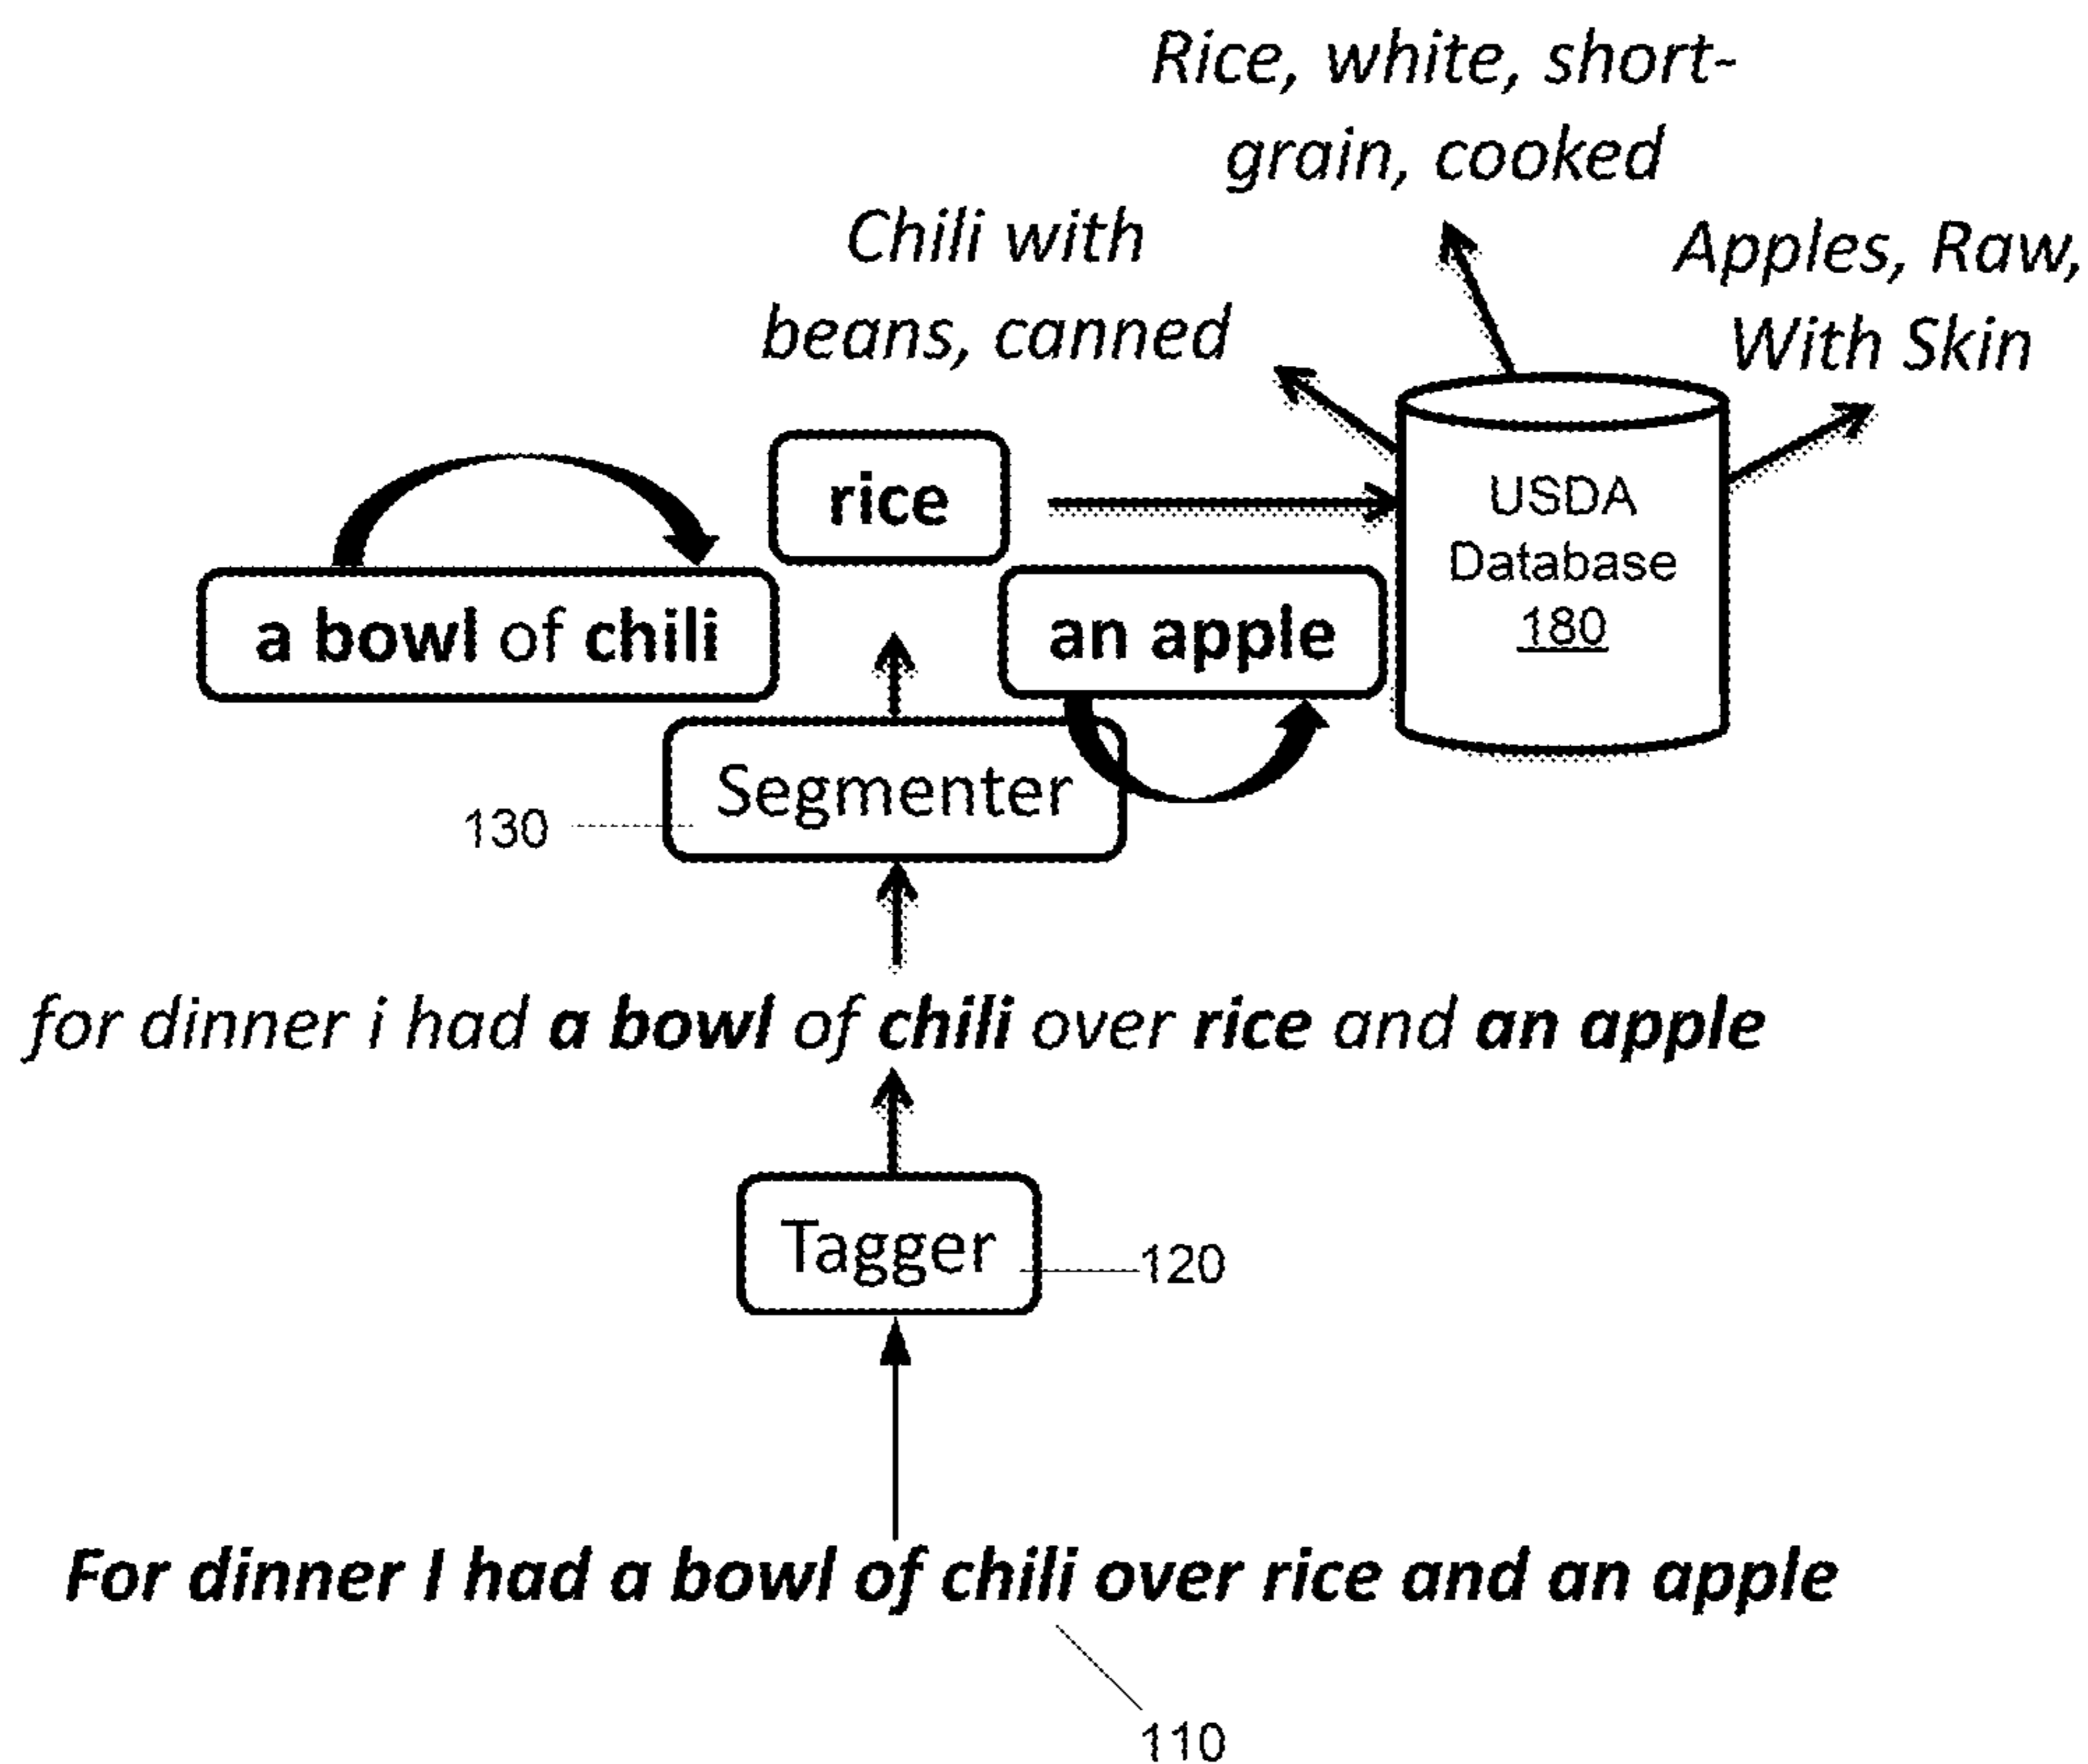 Rice, white, short-
grain, cooked
Chili with
beans, canned
Apples, Raw,
With Skin
rice
USDA
Database
180
a bowl of chili
an apple
Segmenter
130
for dinner i had a bowl of chili over rice and an apple
Tagger
120
For dinner I had a bowl of chili over rice and an apple
110